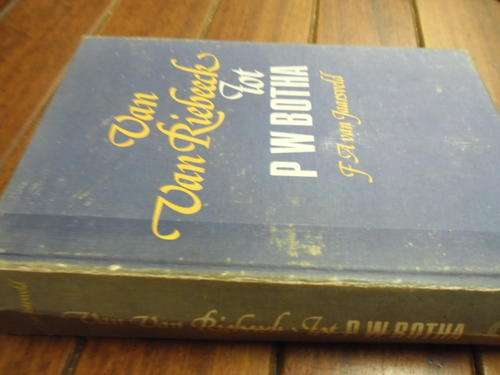 Van
Van Riebeeck
tot
P W BOTHA
F A van Jaarsveld
Van Van Riebeeck tot P W BOTHA